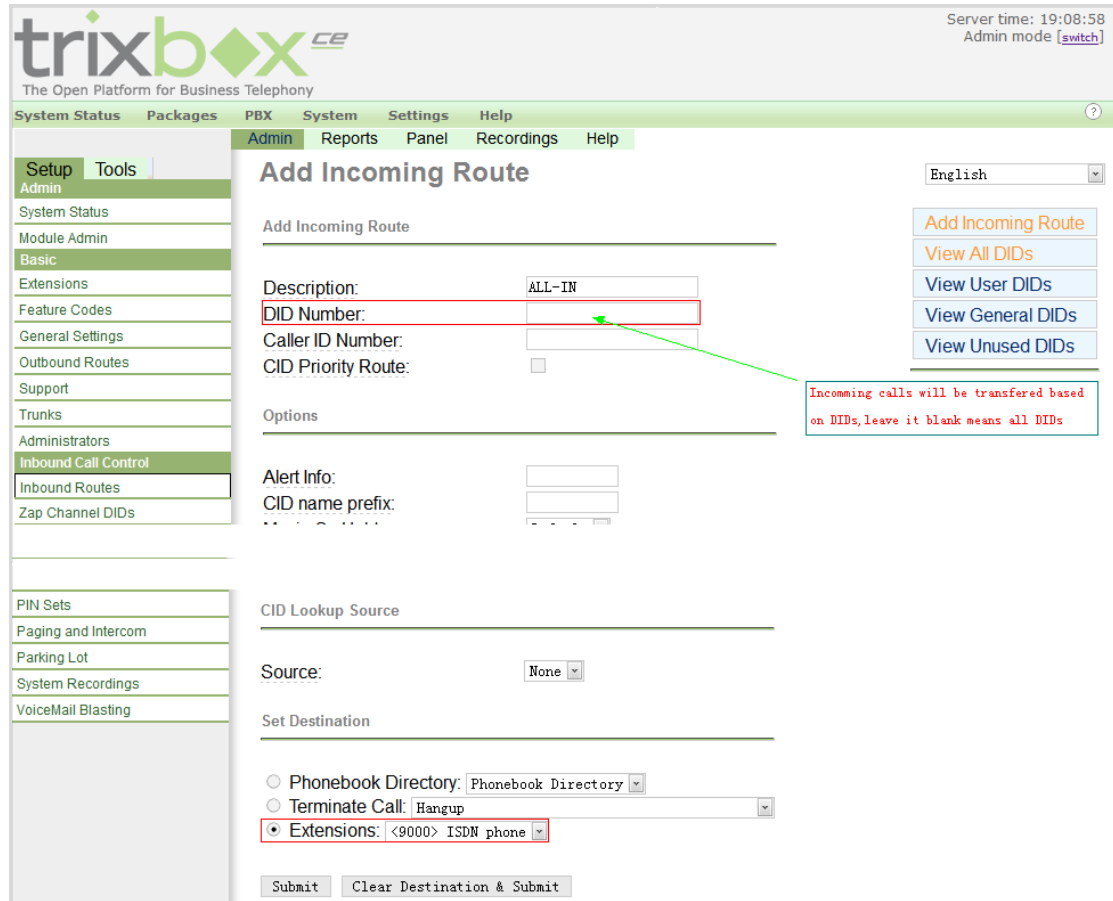 Server time: 19:08:58
Admin mode [switch]
trixbox ce
The Open Platform for Business Telephony
System Status Packages PBX System Settings Help ?
Admin Reports Panel Recordings Help
Setup Tools
Admin
System Status
Module Admin
Basic
Extensions
Feature Codes
General Settings
Outbound Routes
Support
Trunks
Administrators
Inbound Call Control
Inbound Routes
Zap Channel DIDs
PIN Sets
Paging and Intercom
Parking Lot
System Recordings
VoiceMail Blasting
Add Incoming Route
English
Add Incoming Route
Description: ALL-IN
DID Number:
Caller ID Number:
CID Priority Route:
Options
Alert Info:
CID name prefix:
CID Lookup Source
Source: None
Set Destination
Phonebook Directory: Phonebook Directory
Terminate Call: Hangup
Extensions: <9000> ISDN phone
Submit Clear Destination & Submit
Add Incoming Route
View All DIDs
View User DIDs
View General DIDs
View Unused DIDs
Incomming calls will be transfered based
on DIDs,leave it blank means all DIDs